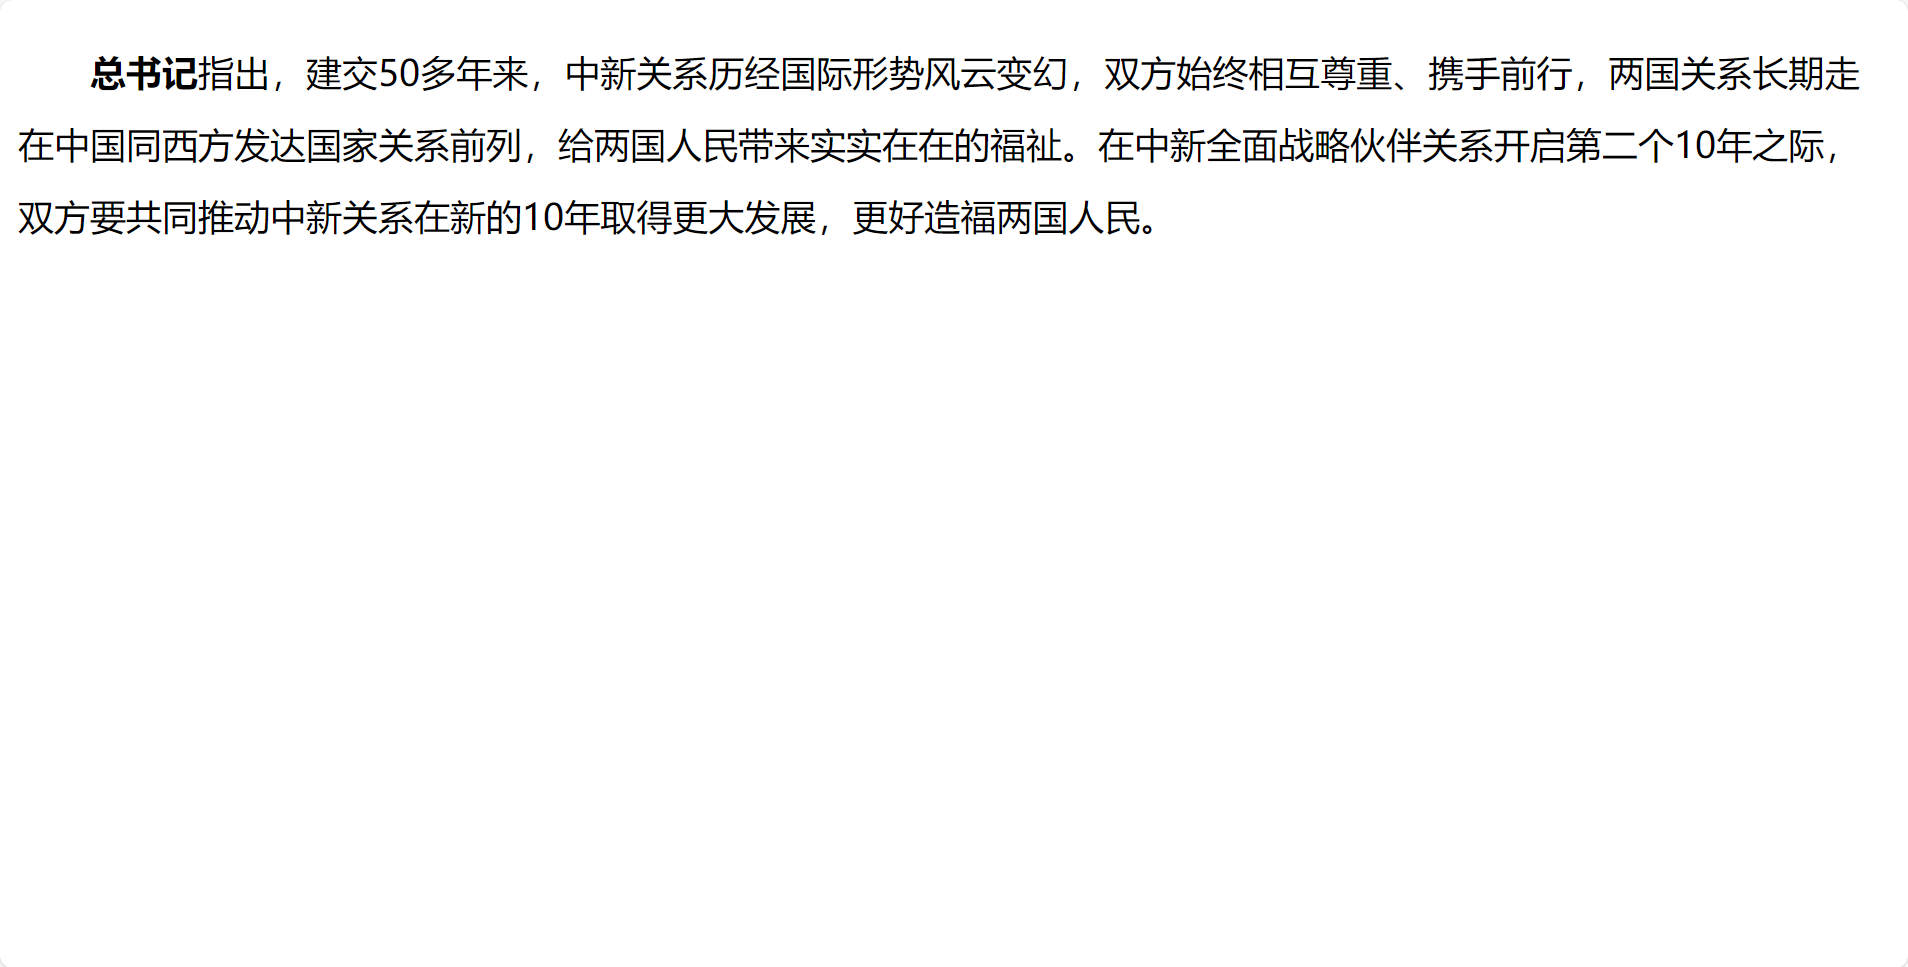 总书记指出，建交50多年来，中新关系历经国际形势风云变幻，双方始终相互尊重、携手前行，两国关系长期走
在中国同西方发达国家关系前列，给两国人民带来实实在在的福祉。在中新全面战略伙伴关系开启第二个10年之际，
双方要共同推动中新关系在新的10年取得更大发展，更好造福两国人民。